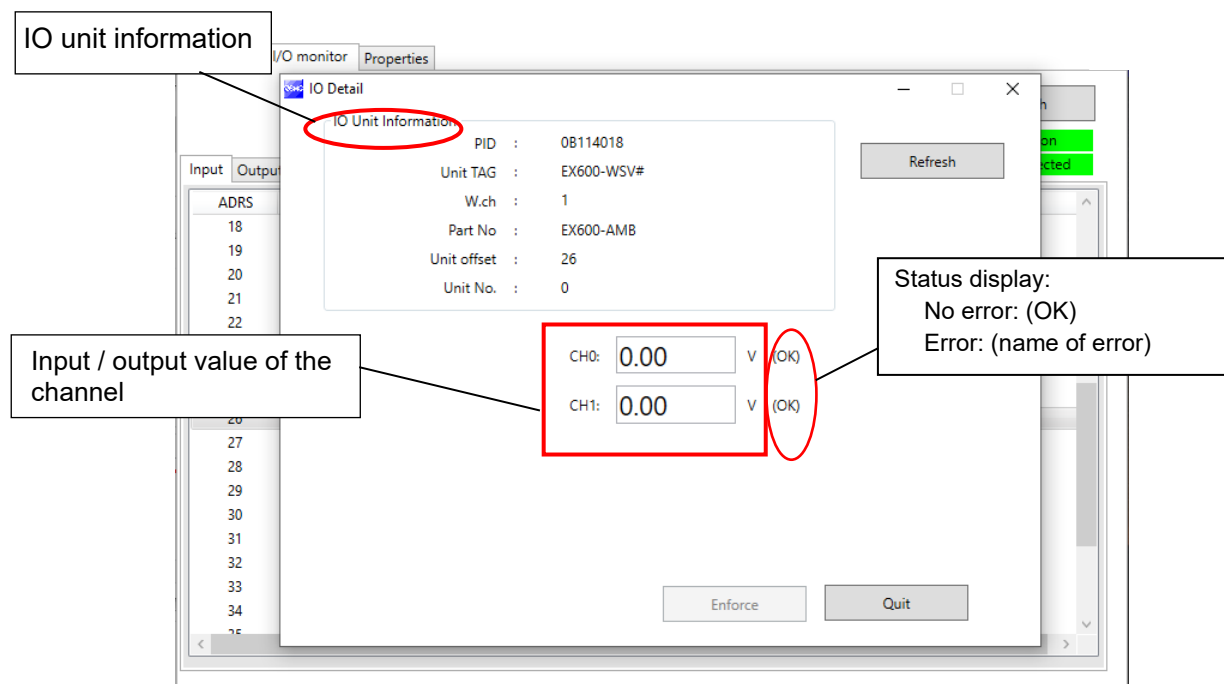 IO unit information
I/O monitor Properties
IO Detail
IO Unit Information
PID : 0B114018
Unit TAG : EX600-WSV#
W.ch : 1
Part No : EX600-AMB
Unit offset : 26
Unit No. : 0
Refresh
Input Output
ADRS
18
19
20
21
22
Status display:
No error: (OK)
Error: (name of error)
Input / output value of the
channel
CH0: 0.00 V (OK)
CH1: 0.00 V (OK)
26
27
28
29
30
31
32
33
34
Enforce Quit